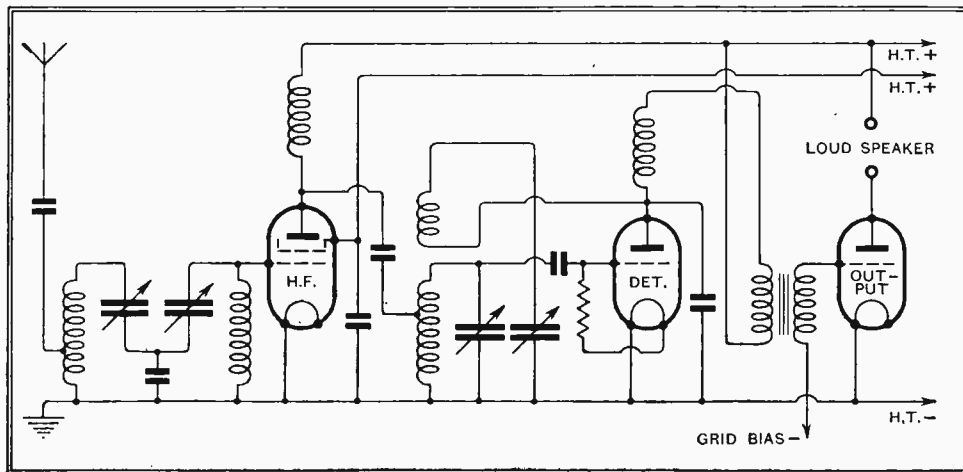 H.T.+
H.T.+
LOUD SPEAKER
H.F.
DET.
OUT-
PUT
H.T.-
GRID BIAS-